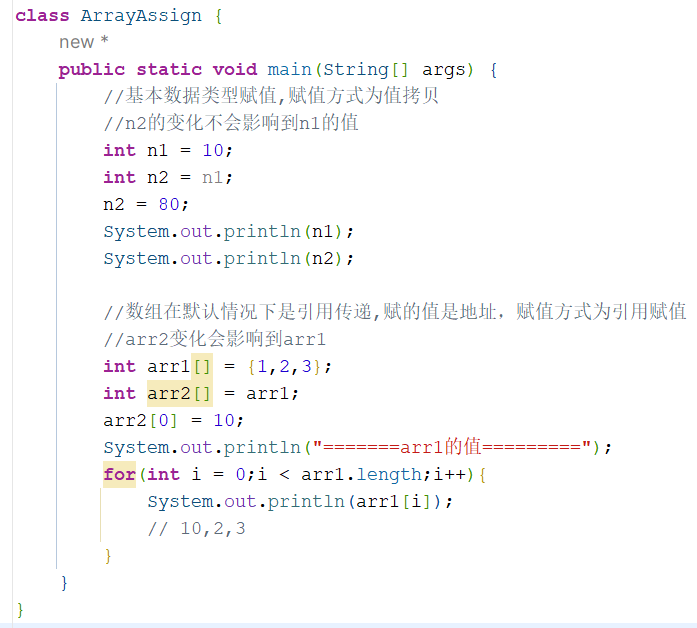 class ArrayAssign {
new *
public static void main(String[] args) {
//基本数据类型赋值,赋值方式为值拷贝
//n2的变化不会影响到n1的值
int n1 = 10;
int n2 = n1;
n2 = 80;
System.out.println(n1);
System.out.println(n2);
//数组在默认情况下是引用传递,赋的值是地址，赋值方式为引用赋值
//arr2变化会影响到arr1
int arr1[] = {1,2,3};
int arr2[] = arr1;
arr2[0] = 10;
System.out.println("=======arr1的值=========");
for(int i = 0;i < arr1.length;i++){
System.out.println(arr1[i]);
// 10,2,3
}
}
}